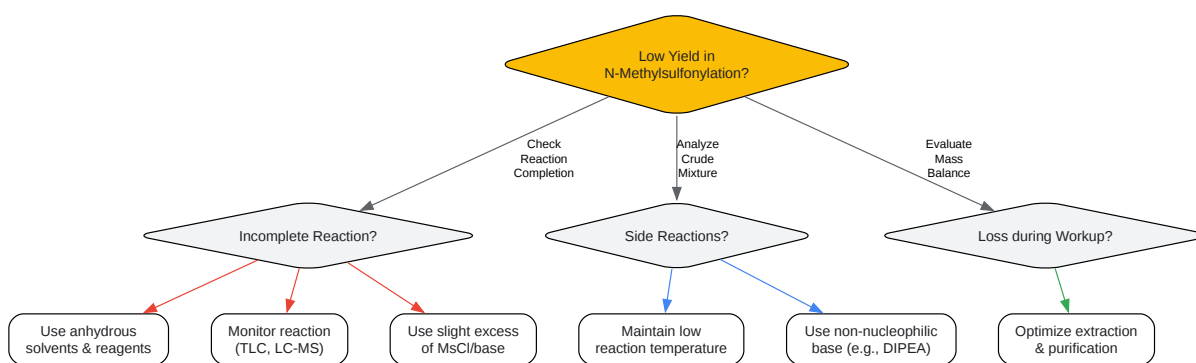 Low Yield in
N-Methylsulfonylation?
Check
Reaction
Completion
Analyze
Crude
Mixture
Evaluate
Mass
Balance
Incomplete Reaction?
Side Reactions?
Loss during Workup?
Use anhydrous
solvents & reagents
Monitor reaction
(TLC, LC-MS)
Use slight excess
of MsCl/base
Maintain low
reaction temperature
Use non-nucleophilic
base (e.g., DIPEA)
Optimize extraction
& purification